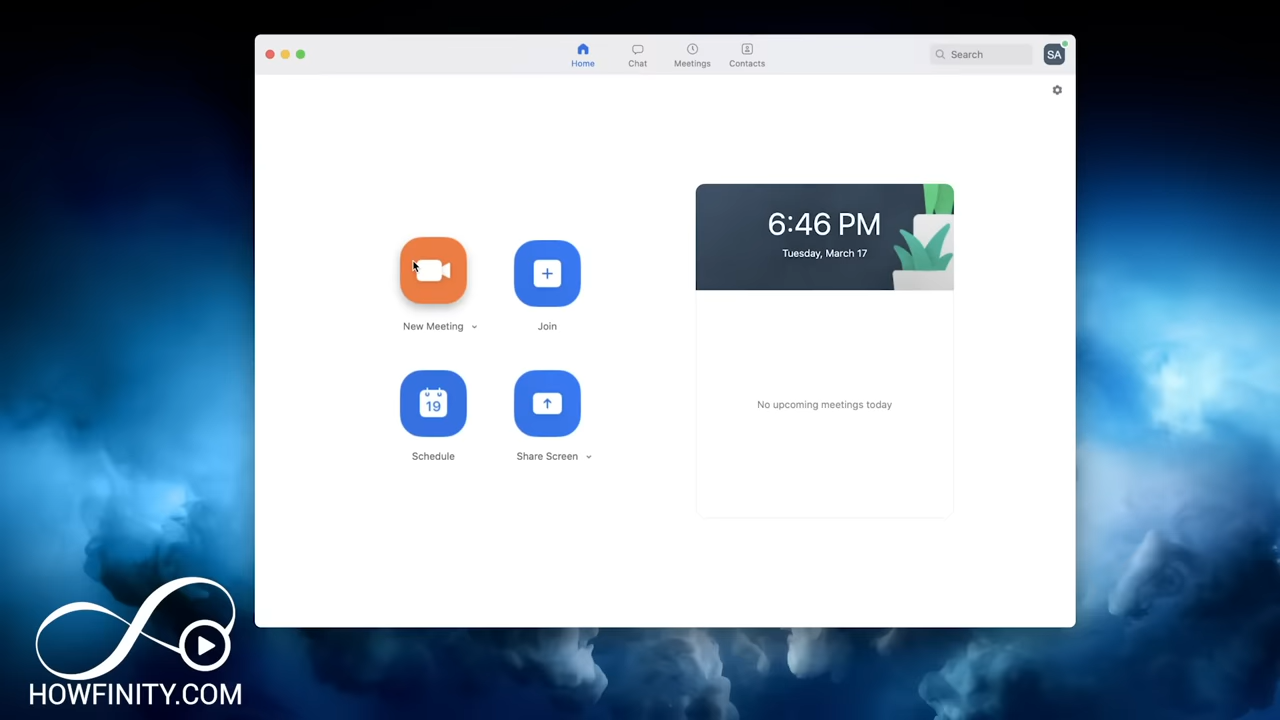 Home
Chat
Meetings
Contacts
Search
SA
6:46 PM
Tuesday, March 17
New Meeting
Join
No upcoming meetings today
19
Schedule
Share Screen
HOWFINITY.COM